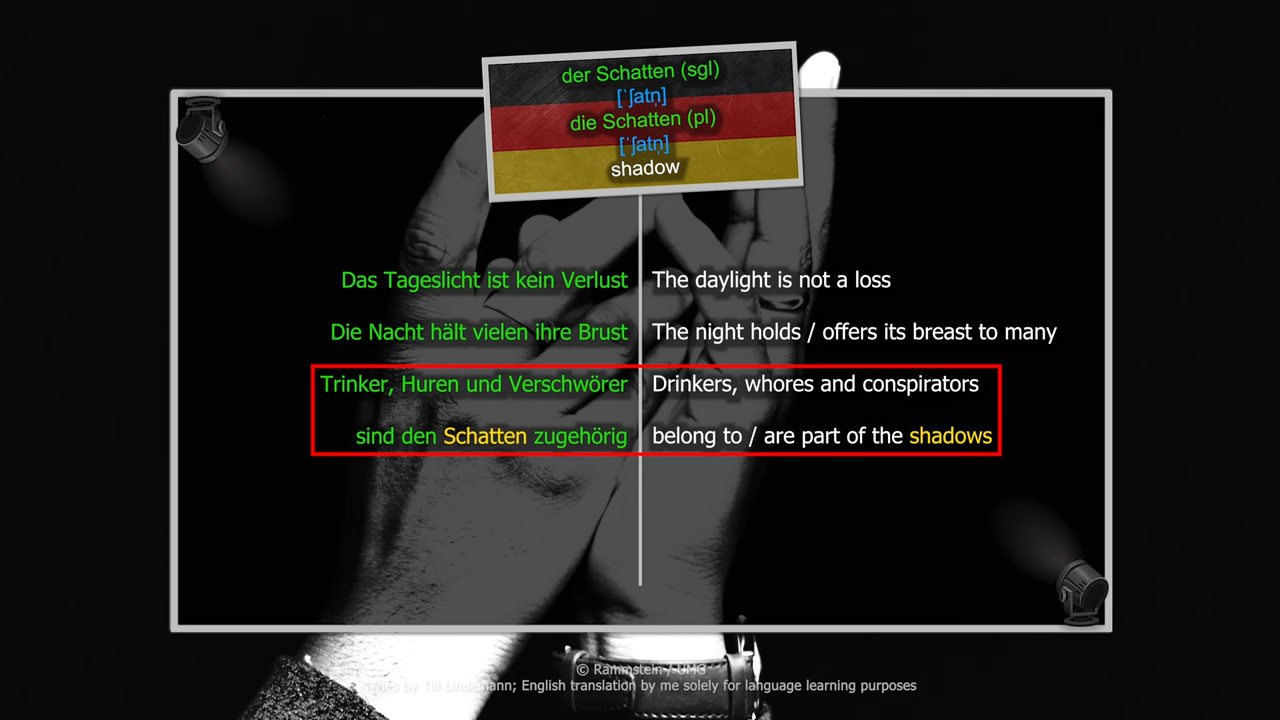 der Schatten (sgl)
[ˈʃatn̩]
die Schatten (pl)
[ˈʃatn̩]
shadow
Das Tageslicht ist kein Verlust
The daylight is not a loss
Die Nacht hält vielen ihre Brust
The night holds / offers its breast to many
Trinker, Huren und Verschwörer
Drinkers, whores and conspirators
sind den Schatten zugehörig
belong to / are part of the shadows
© Rammstein / UMG
by Till Lindemann; English translation by me solely for language learning purposes